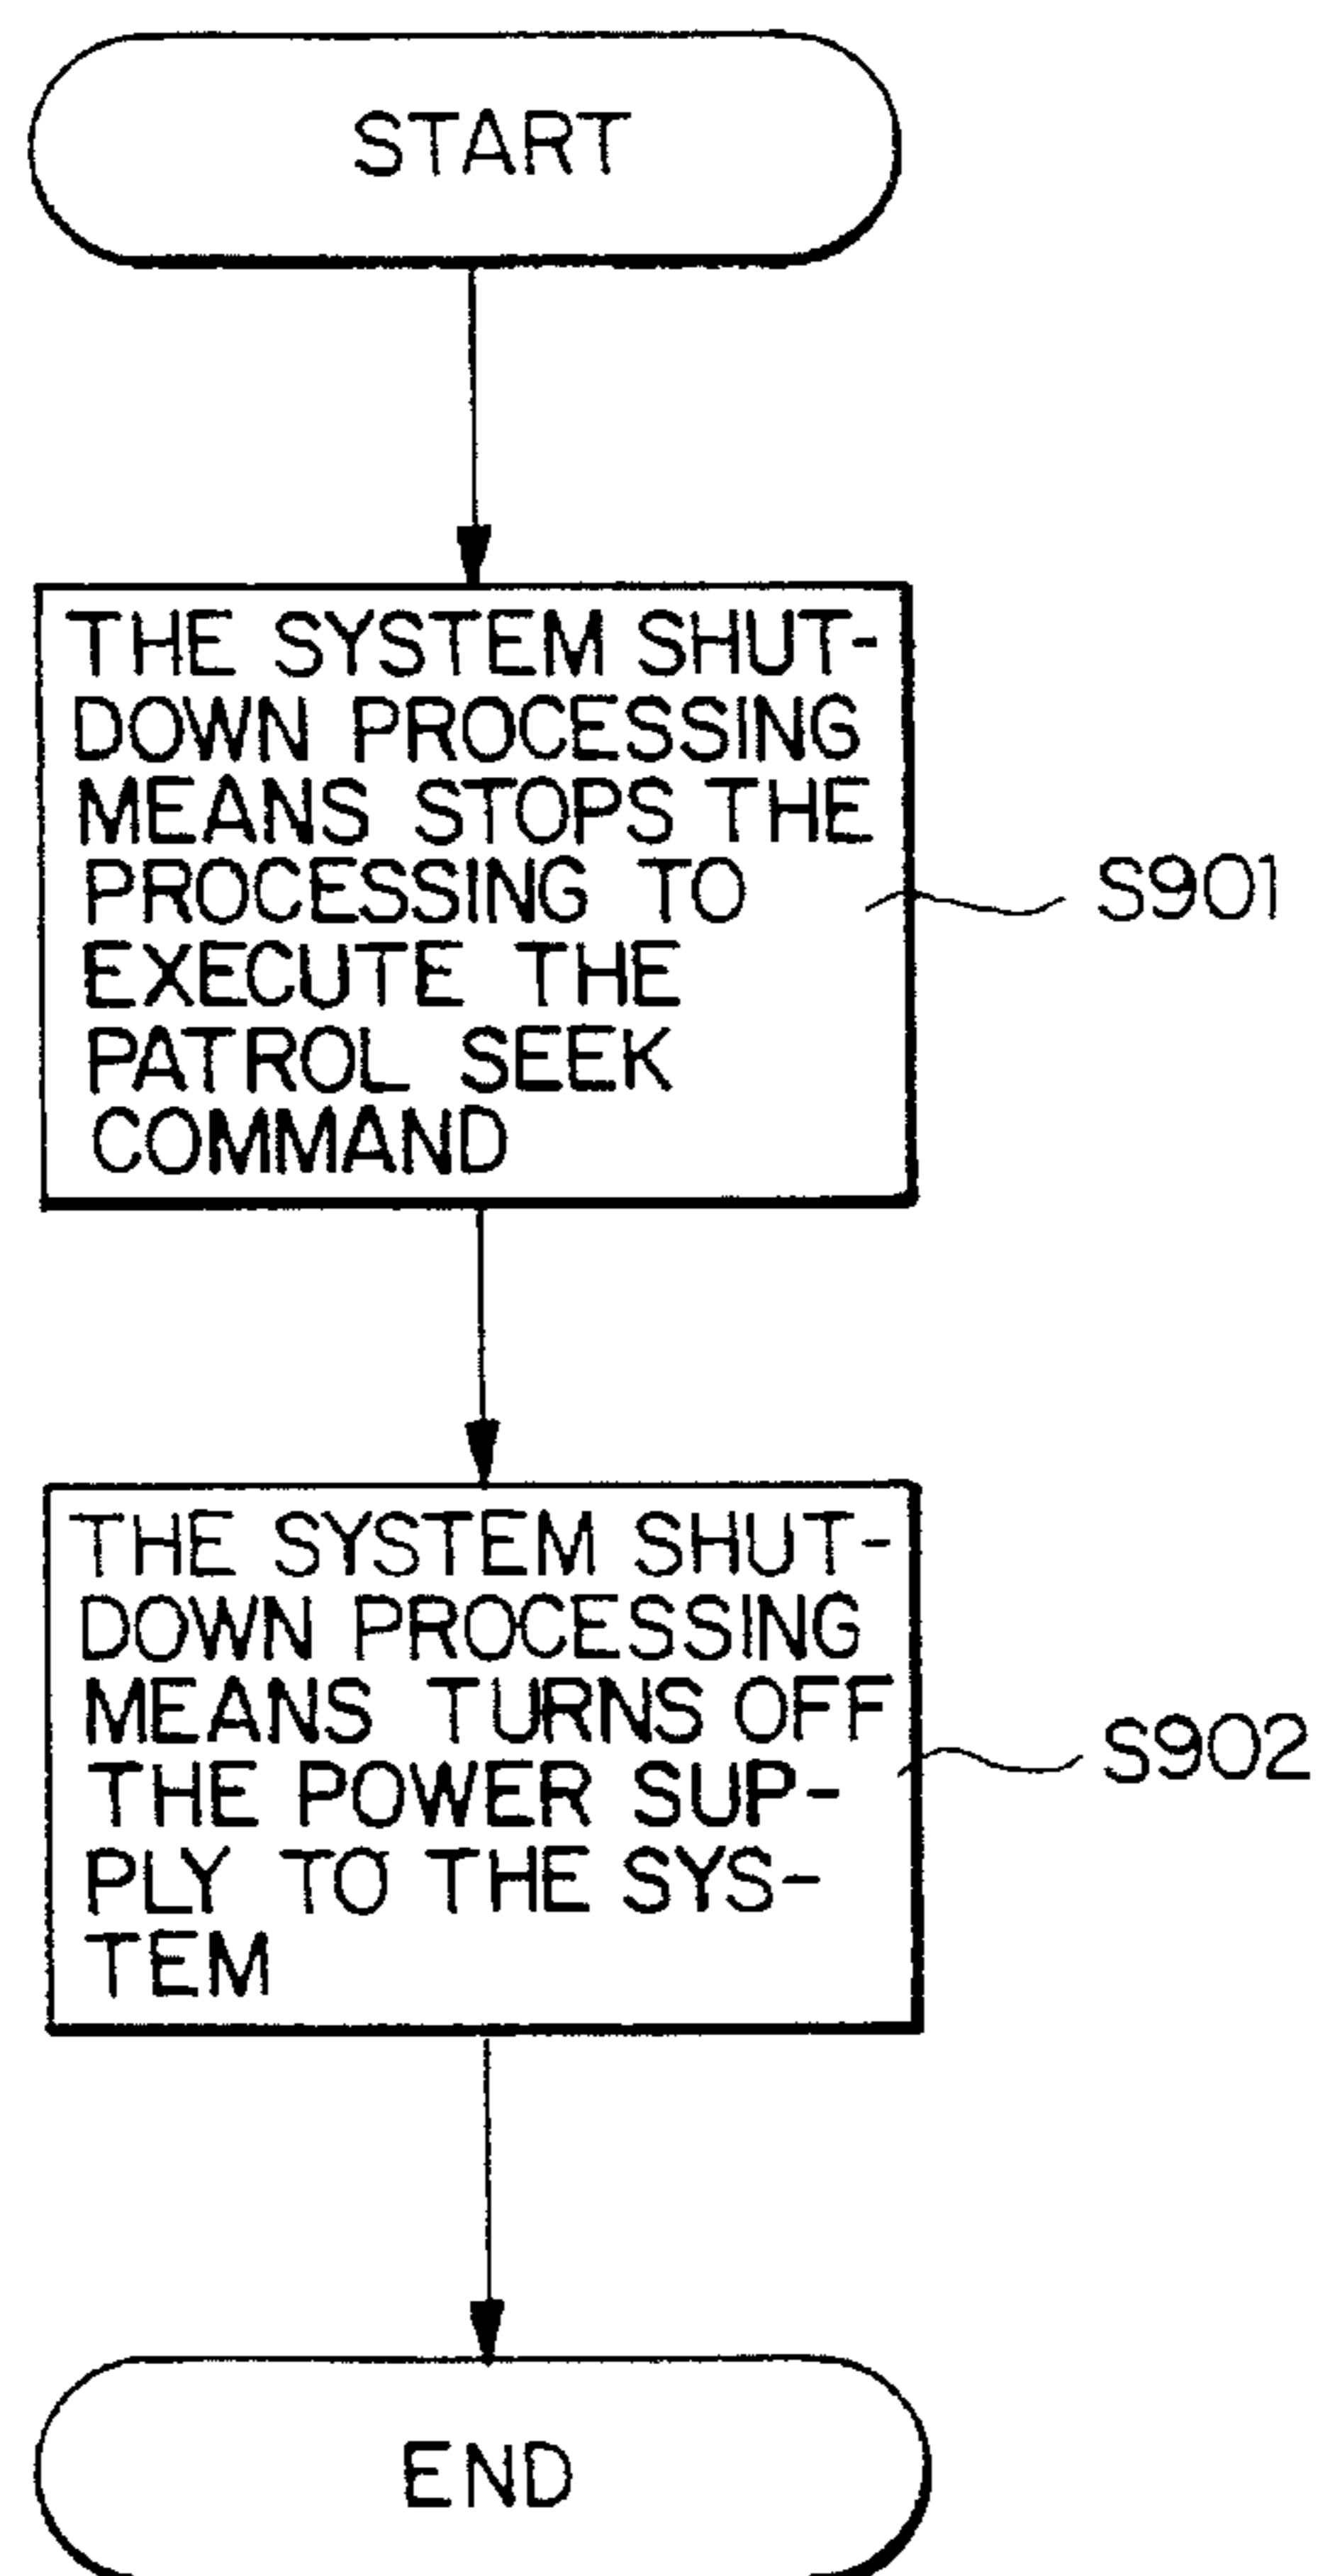 START
THE SYSTEM SHUT-
DOWN PROCESSING
MEANS STOPS THE
PROCESSING TO
EXECUTE THE
PATROL SEEK
COMMAND
S901
THE SYSTEM SHUT-
DOWN PROCESSING
MEANS TURNS OFF
THE POWER SUP-
PLY TO THE SYS-
TEM
S902
END